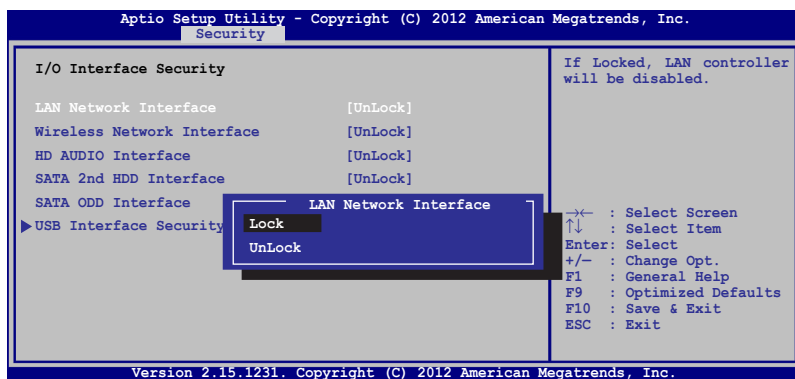 Aptio Setup Utility - Copyright (C) 2012 American Megatrends, Inc.
Security
I/O Interface Security
LAN Network Interface [UnLock]
Wireless Network Interface [UnLock]
HD AUDIO Interface [UnLock]
SATA 2nd HDD Interface [UnLock]
SATA ODD Interface
USB Interface Security
LAN Network Interface
Lock
UnLock
If Locked, LAN controller
will be disabled.
→← : Select Screen
↑↓ : Select Item
Enter: Select
+/— : Change Opt.
F1 : General Help
F9 : Optimized Defaults
F10 : Save & Exit
ESC : Exit
Version 2.15.1231. Copyright (C) 2012 American Megatrends, Inc.